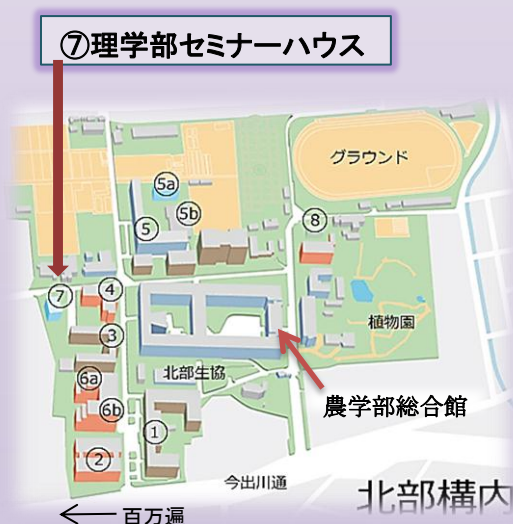 ⑦理学部セミナーハウス
グラウンド
5a
5b
⑤
⑧
⑦
④
植物園
③
北部生協
6a
農学部総合館
6b
①
②
今出川通
北部構内
← 百万遍